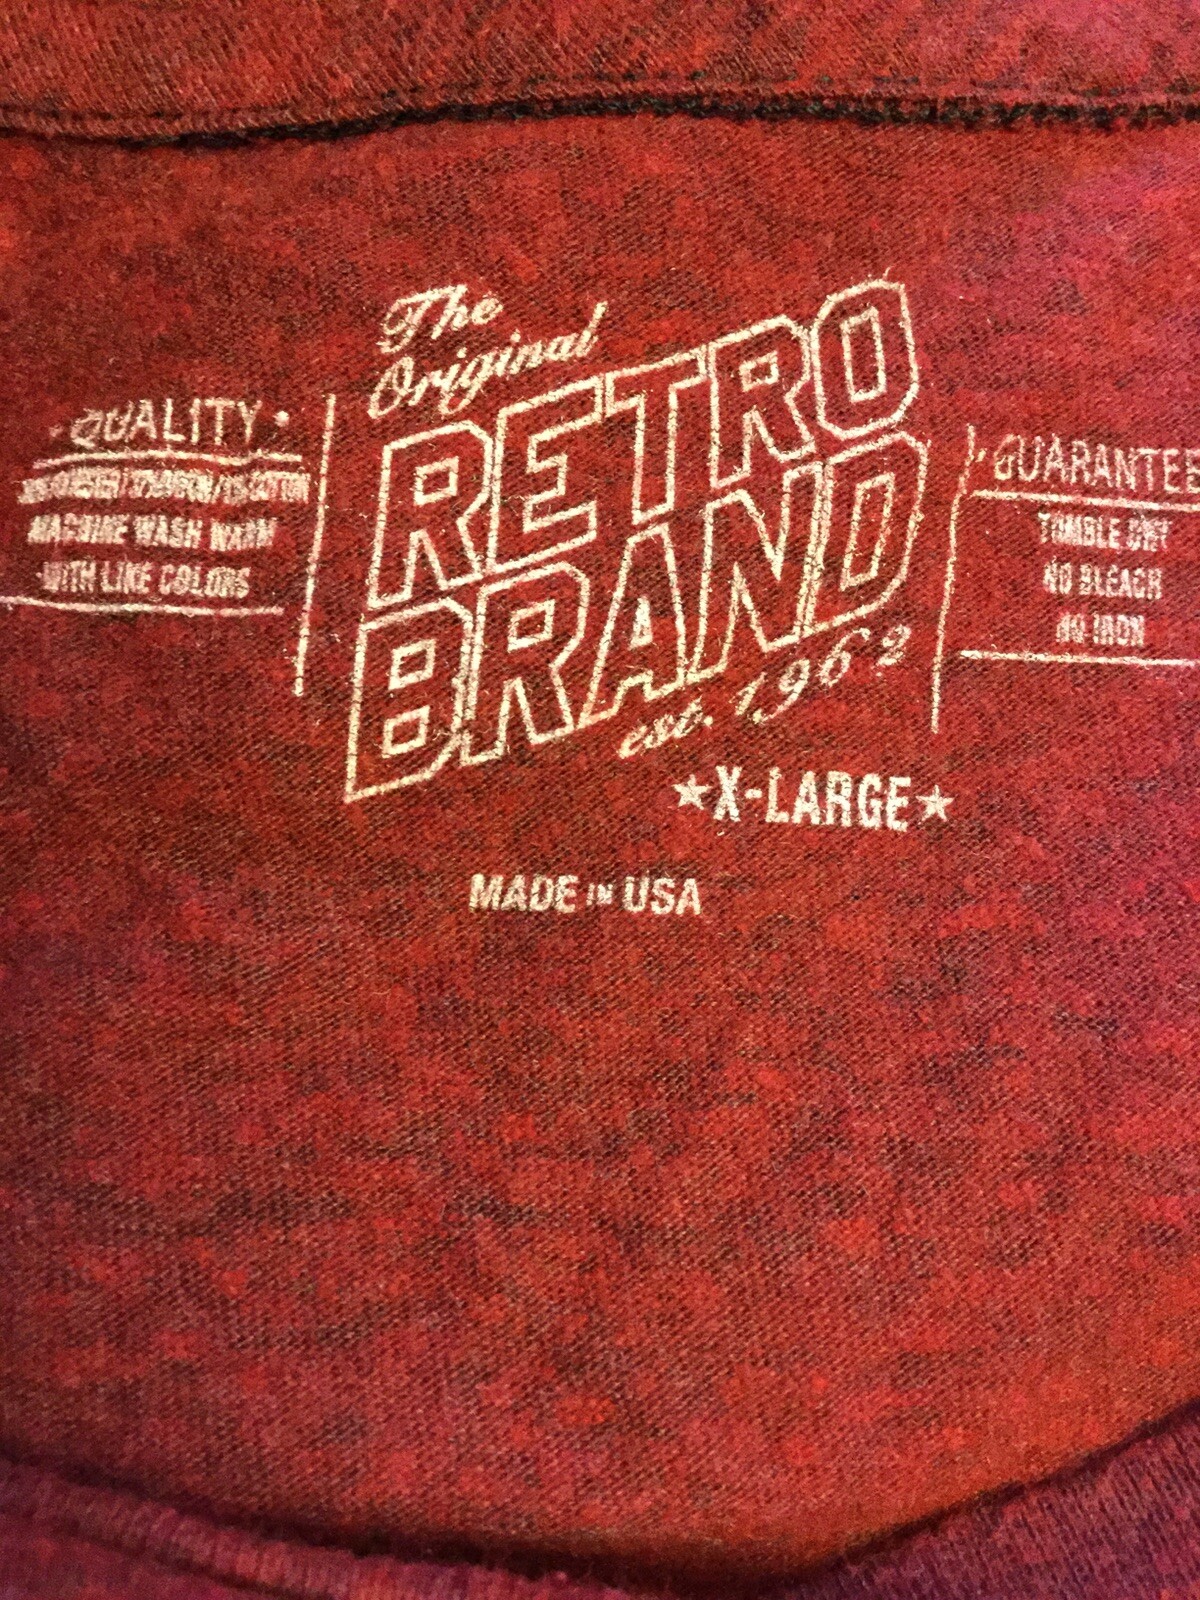 The
Original
RETRO
BRAND
est. 1962
★X-LARGE★
MADE IN USA
· QUALITY ·
MACHINE WASH WARM
WITH LIKE COLORS
· GUARANTEE
TUMBLE DRY
NO BLEACH
NO IRON